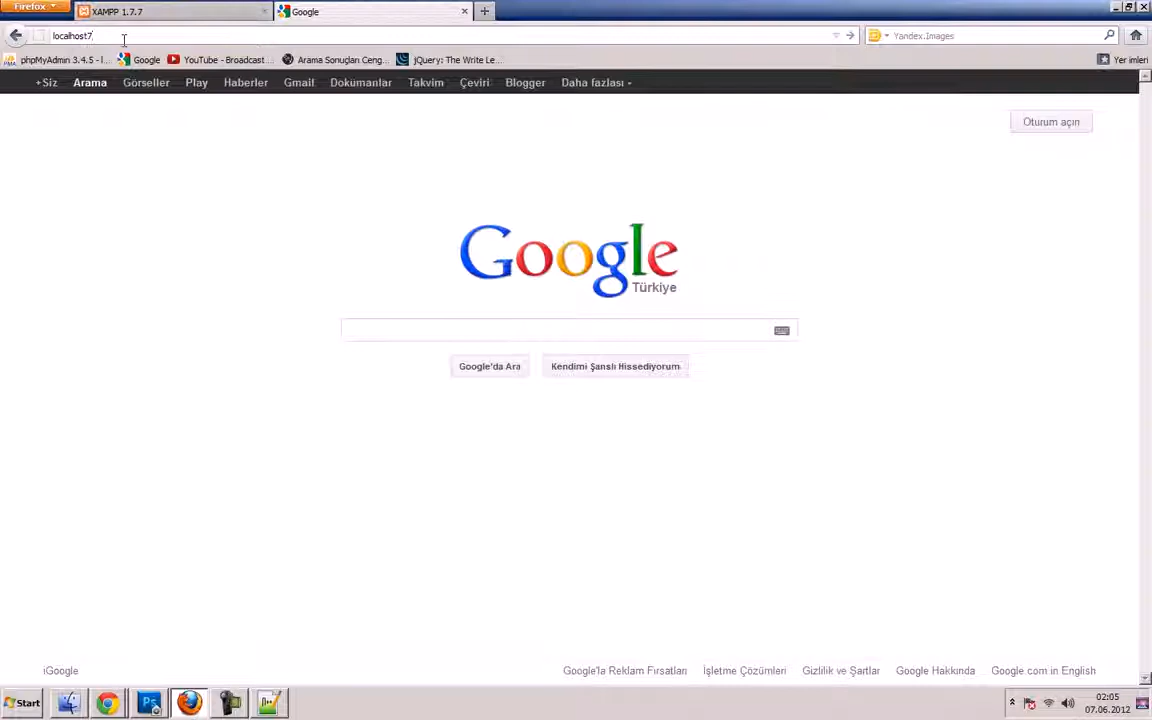 Firefox
XAMPP 1.7.7
Google
localhost7
Yandex.Images
phpMyAdmin 3.4.5 - l...
Google
YouTube - Broadcast ...
Arama Sonuçları Ceng...
jQuery: The Write Le...
Yer imleri
+Siz Arama Görseller Play Haberler Gmail Dokümanlar Takvim Çeviri Blogger Daha fazlası
Oturum açın
Google
Türkiye
Google'da Ara
Kendimi Şanslı Hissediyorum
iGoogle
Google'la Reklam Fırsatları
İşletme Çözümleri
Gizlilik ve Şartlar
Google Hakkında
Google.com in English
Start
Ps
02:05
07.06.2012